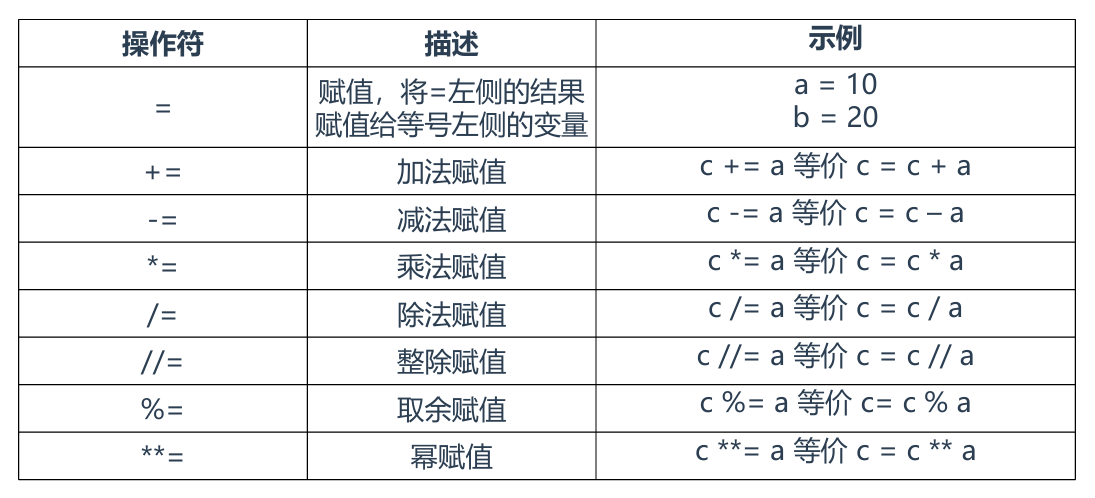 操作符 描述 示例
= 赋值，将=左侧的结果 a = 10
赋值给等号左侧的变量 b = 20
+= 加法赋值 c += a 等价 c = c + a
-= 减法赋值 c -= a 等价 c = c – a
*= 乘法赋值 c *= a 等价 c = c * a
/= 除法赋值 c /= a 等价 c = c / a
//= 整除赋值 c //= a 等价 c = c // a
%= 取余赋值 c %= a 等价 c= c % a
**= 幂赋值 c **= a 等价 c = c ** a